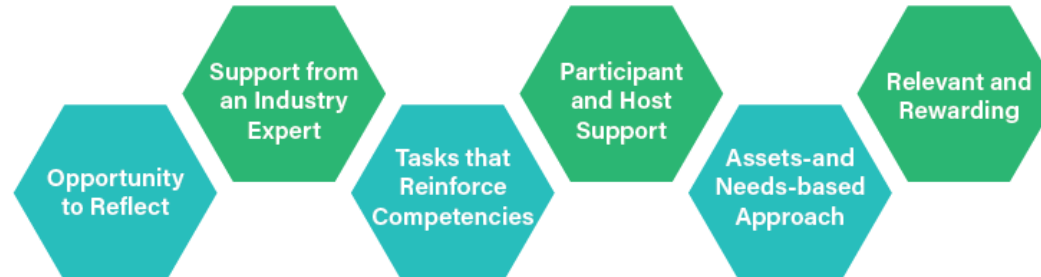 Opportunity
to Reflect
Support from
an Industry
Expert
Tasks that
Reinforce
Competencies
Participant
and Host
Support
Assets-and
Needs-based
Approach
Relevant and
Rewarding